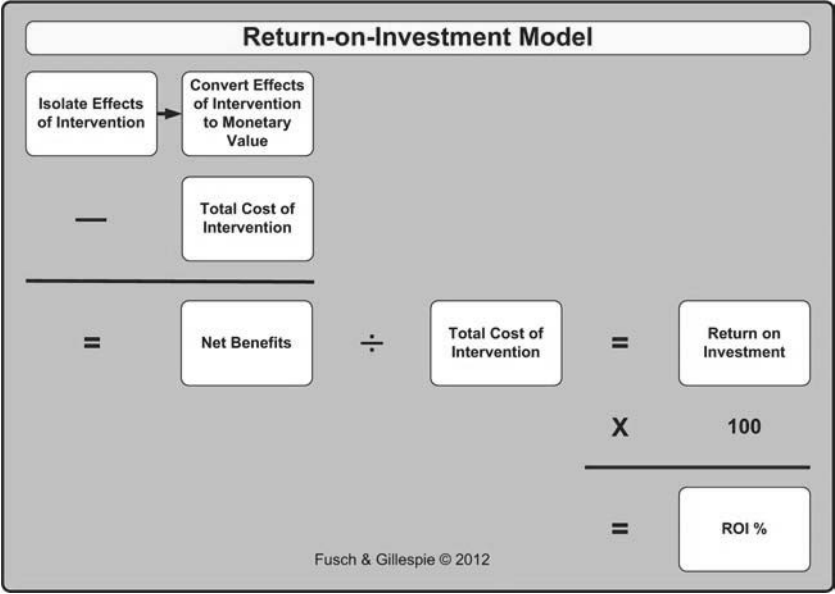 Return-on-Investment Model
Isolate Effects
of Intervention
Convert Effects
of Intervention
to Monetary
Value
—
Total Cost of
Intervention
=
Net Benefits
÷
Total Cost of
Intervention
=
Return on
Investment
X
100
=
ROI %
Fusch & Gillespie © 2012